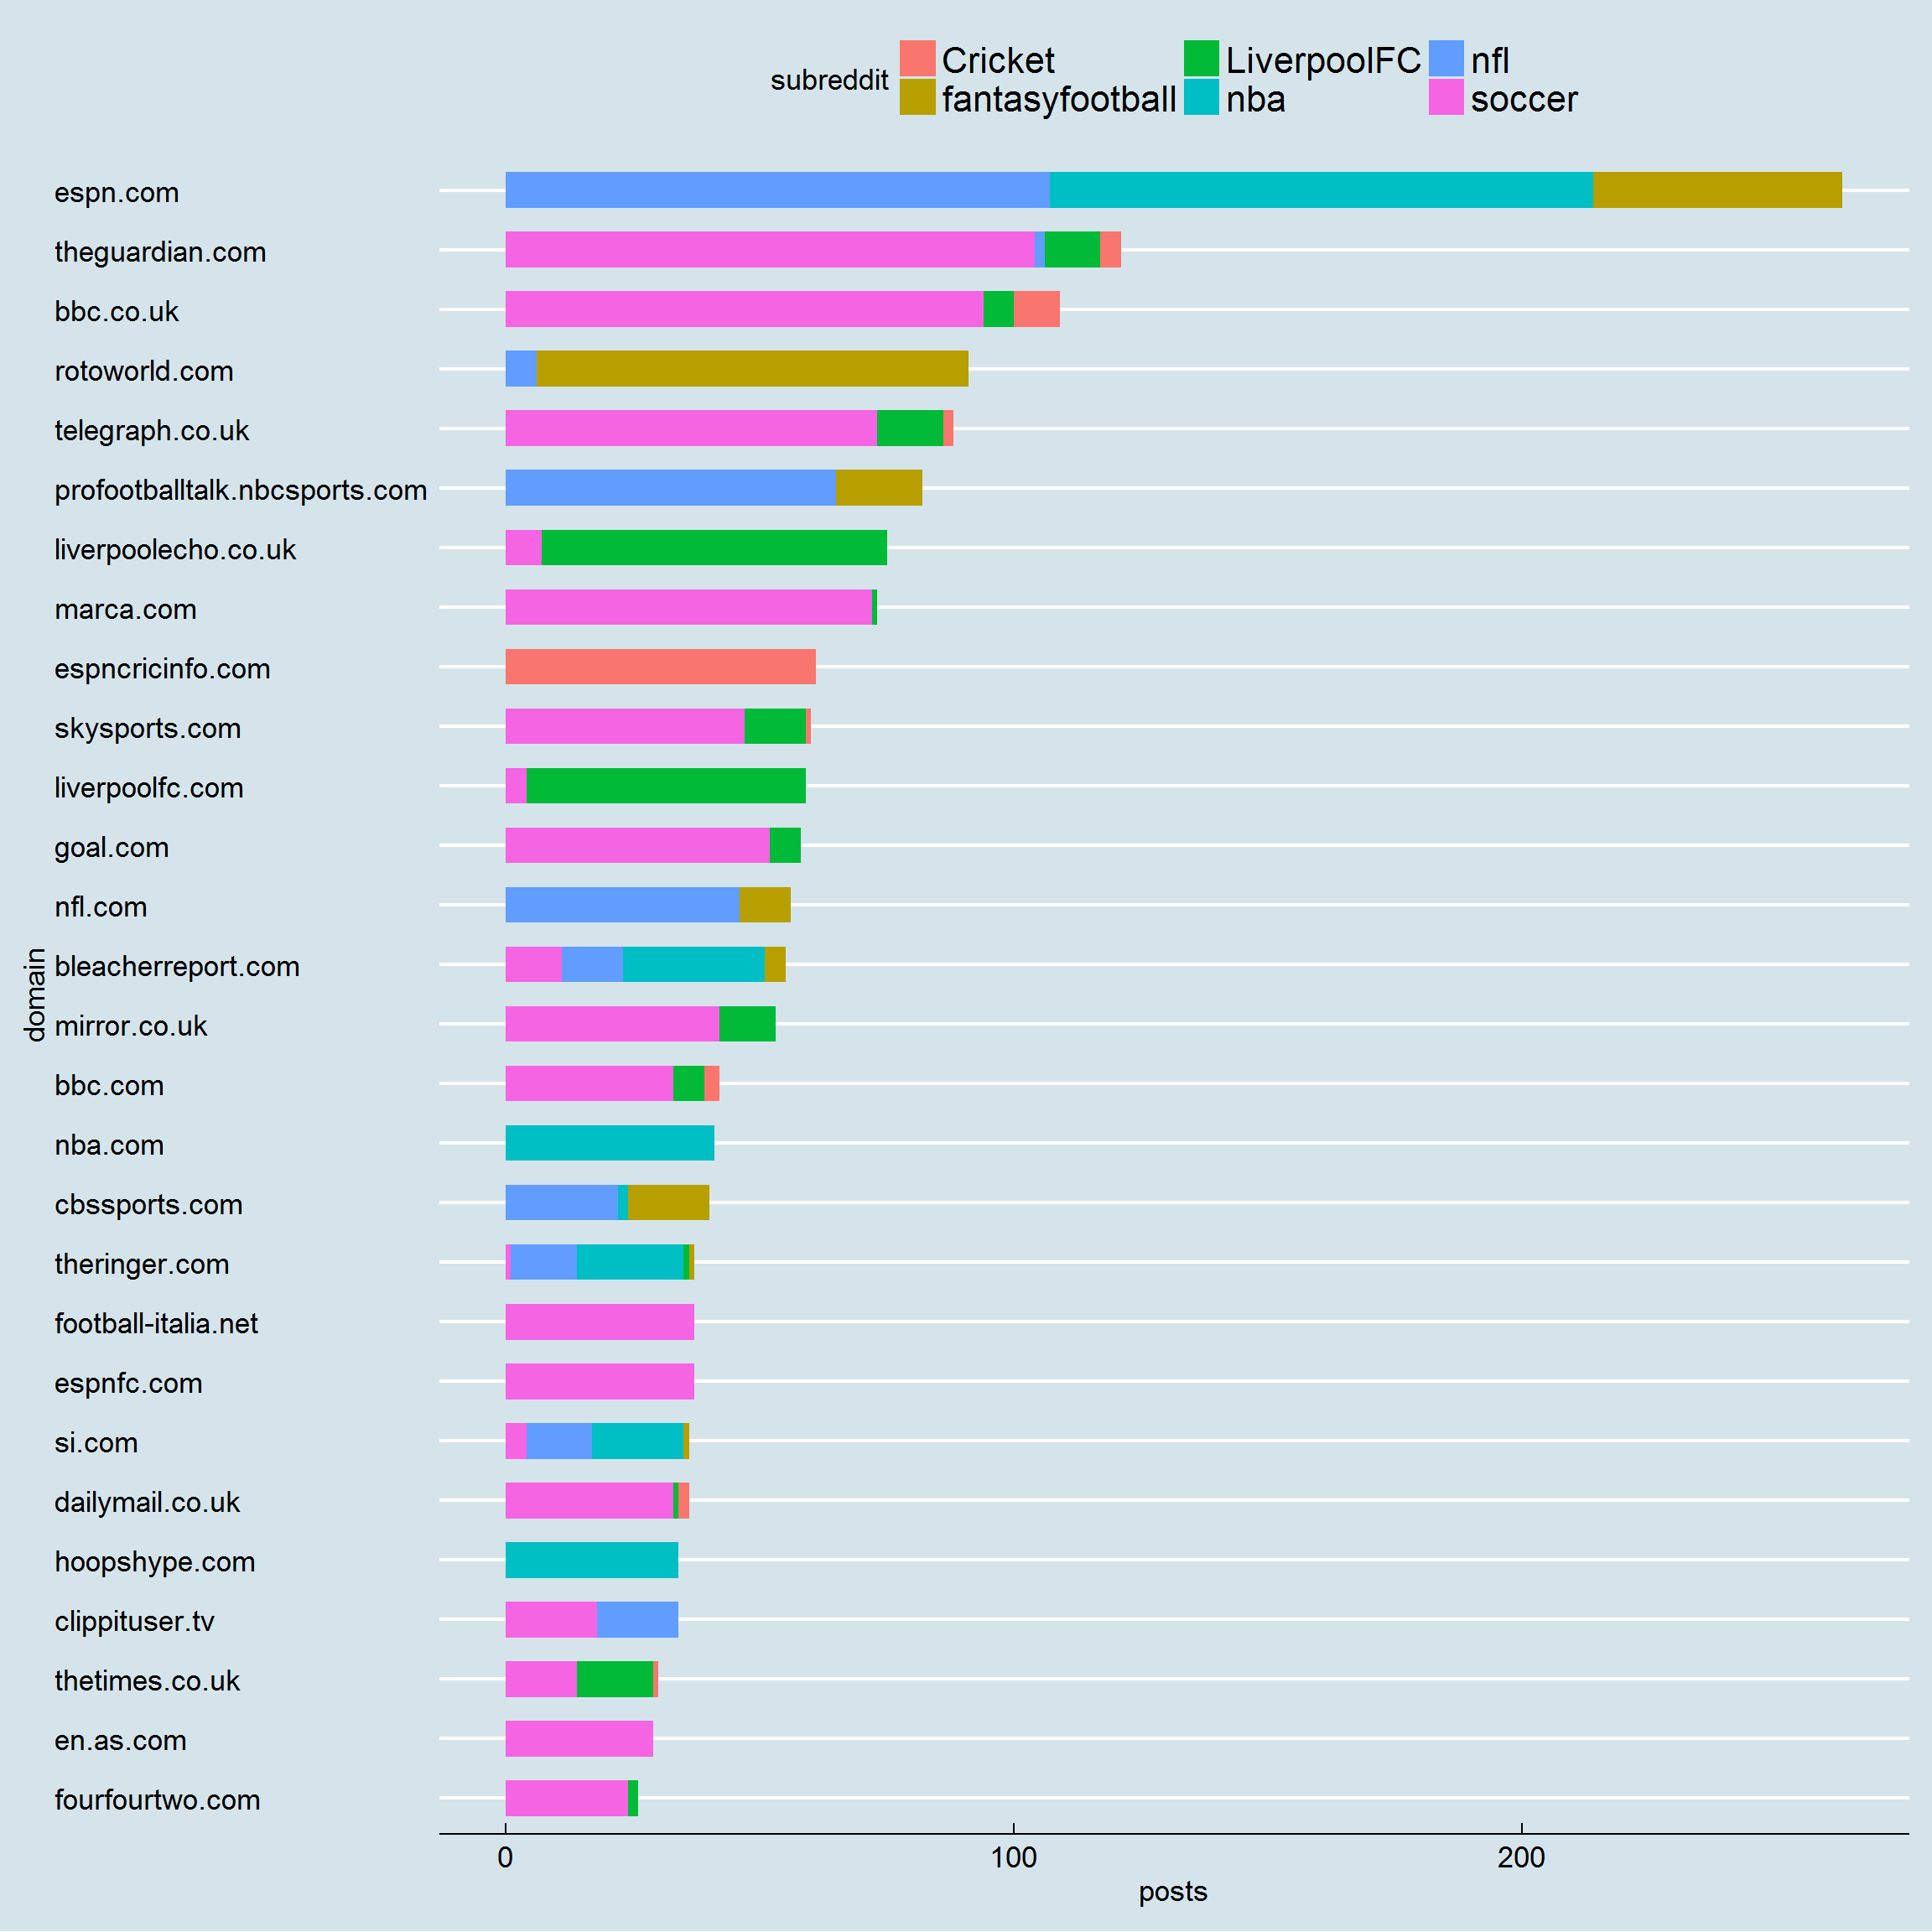 subreddit
Cricket LiverpoolFC nfl
fantasyfootball nba soccer
espn.com
theguardian.com
bbc.co.uk
rotoworld.com
telegraph.co.uk
profootballtalk.nbcsports.com
liverpoolecho.co.uk
marca.com
espncricinfo.com
skysports.com
liverpoolfc.com
goal.com
nfl.com
bleacherreport.com
mirror.co.uk
bbc.com
nba.com
cbssports.com
theringer.com
football-italia.net
espnfc.com
si.com
dailymail.co.uk
hoopshype.com
clippituser.tv
thetimes.co.uk
en.as.com
fourfourtwo.com
domain
0 100 200
posts